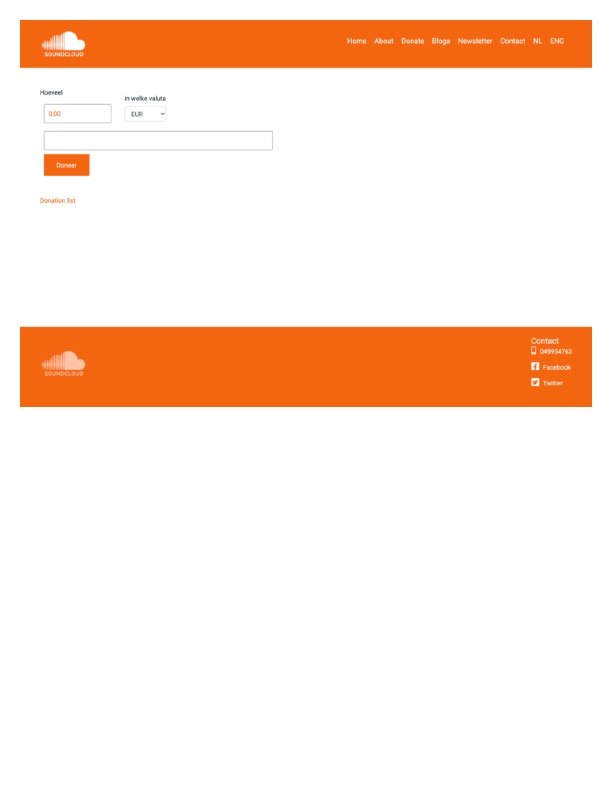 SOUNDCLOUD
Home About Donate Blogs Newsletter Contact NL ENG
Hoeveel
in welke valuta
0,00
EUR
Doneer
Donation list
Contact
049954763
SOUNDCLOUD
Facebook
Twitter